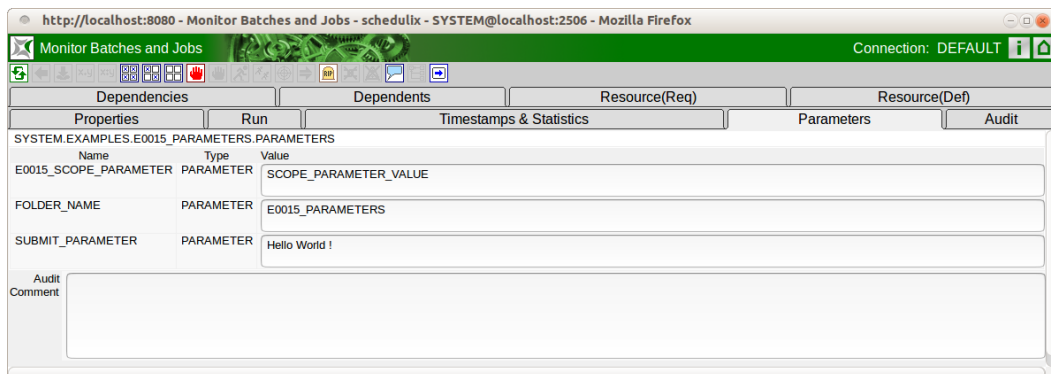 http://localhost:8080 - Monitor Batches and Jobs - schedulix - SYSTEM@localhost:2506 - Mozilla Firefox
Monitor Batches and Jobs Connection: DEFAULT i
RIP
Dependencies Dependents Resource(Req) Resource(Def)
Properties Run Timestamps & Statistics Parameters Audit
SYSTEM.EXAMPLES.E0015_PARAMETERS.PARAMETERS
Name Type Value
E0015_SCOPE_PARAMETER PARAMETER SCOPE_PARAMETER_VALUE
FOLDER_NAME PARAMETER E0015_PARAMETERS
SUBMIT_PARAMETER PARAMETER Hello World !
Audit
Comment